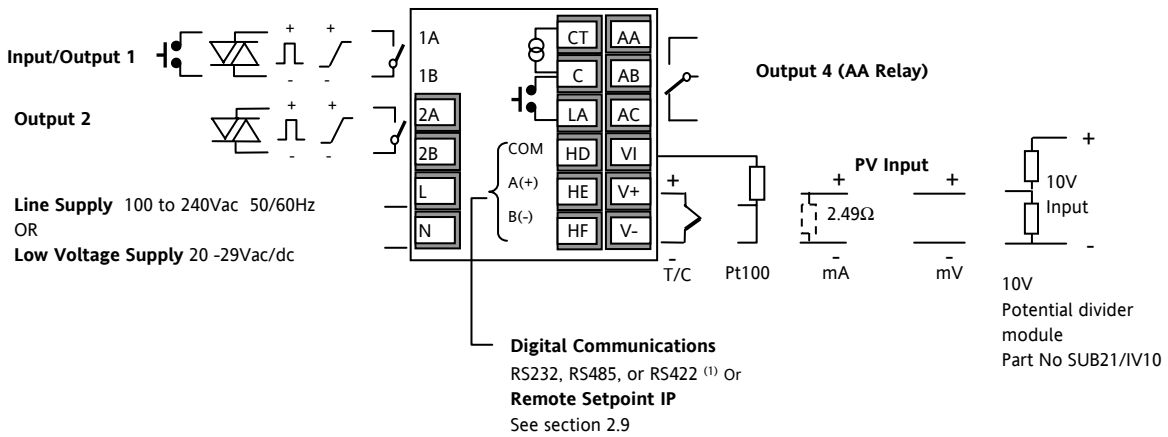 Input/Output 1
+ +
- -
1A
1B
CT AA
C AB
LA AC
Output 4 (AA Relay)
Output 2
+ +
- -
2A
2B
L
N
COM
A(+)
B(-)
HD VI
HE V+
HF V-
Line Supply 100 to 240Vac 50/60Hz
OR
Low Voltage Supply 20 -29Vac/dc
PV Input
+
-
T/C
Pt100
+
2.49Ω
-
mA
+
-
mV
+
10V
Input
-
10V
Potential divider
module
Part No SUB21/IV10
Digital Communications
RS232, RS485, or RS422 (1) Or
Remote Setpoint IP
See section 2.9